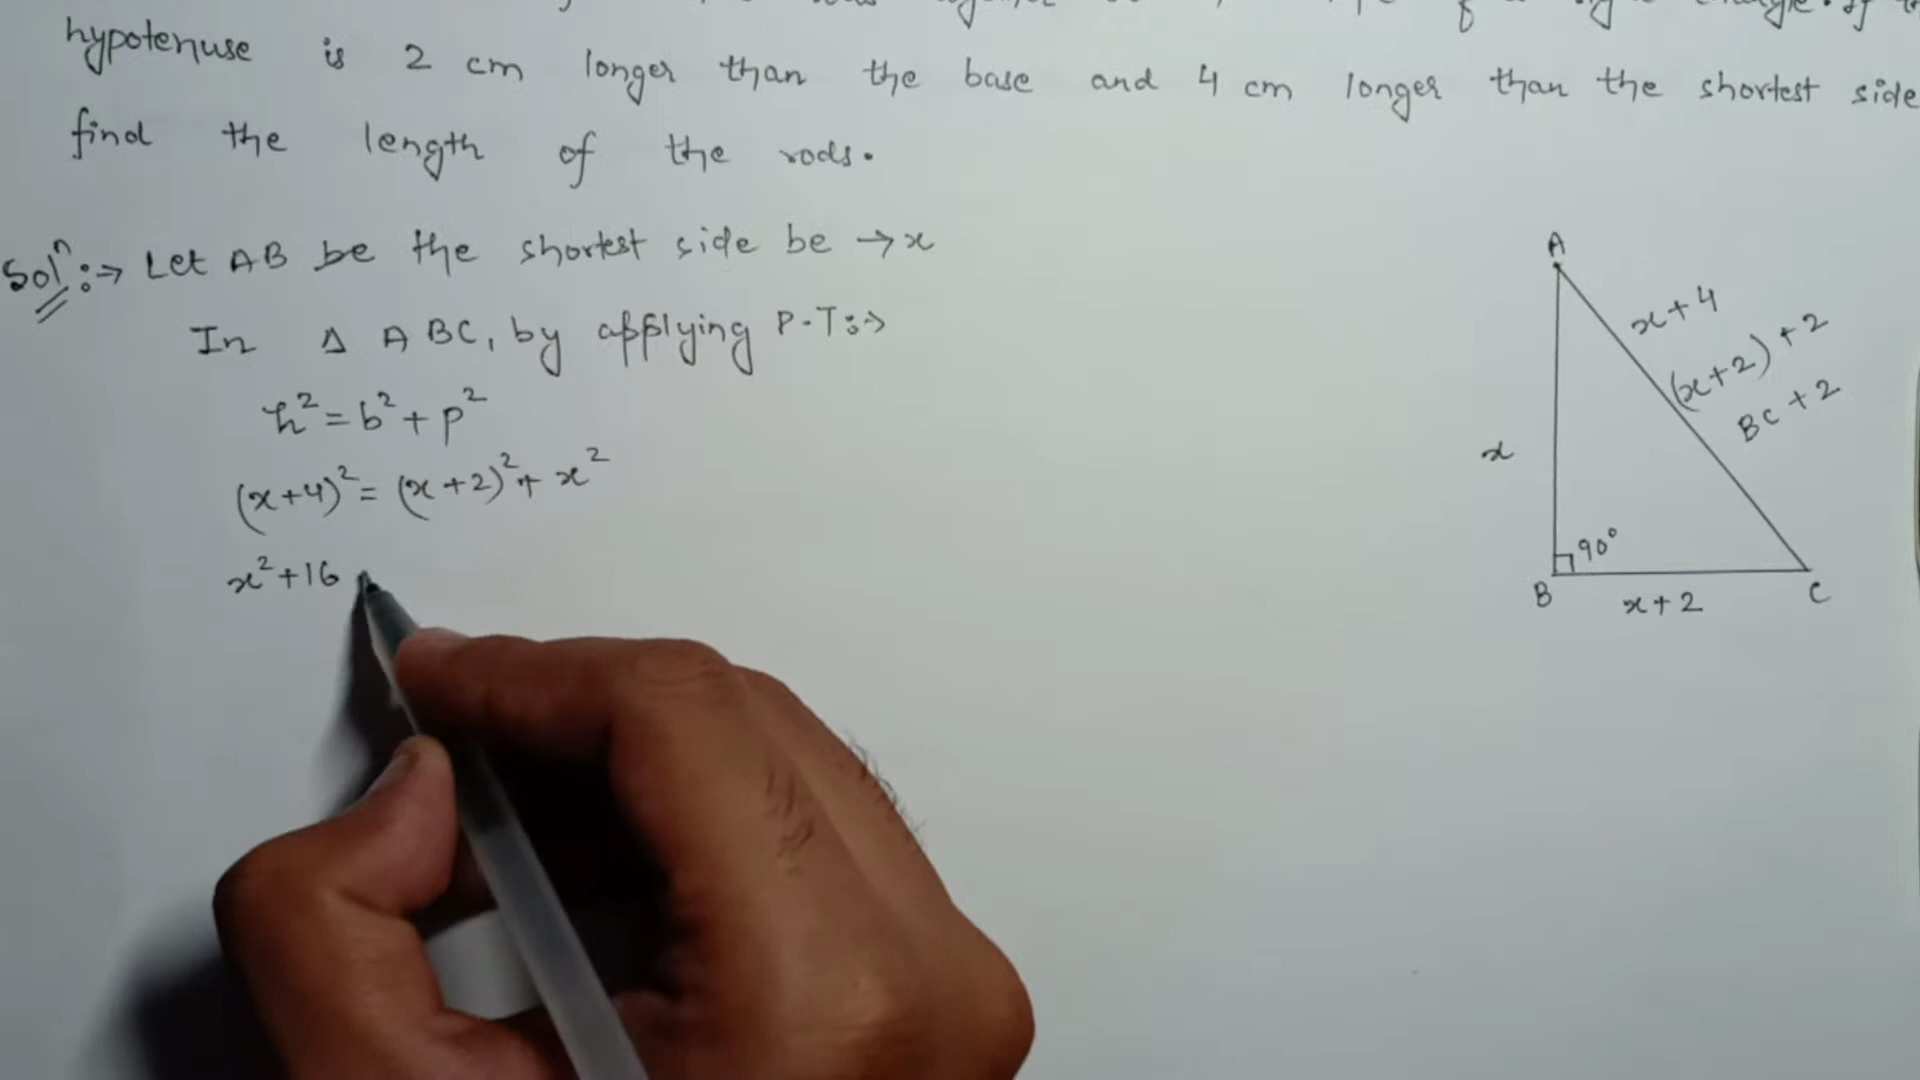 hypotenuse is 2 cm longer than the base and 4 cm longer than the shortest side
find the length of the rods.
Solⁿ:→ Let AB be the shortest side be → x
In Δ ABC, by applying P.T:→
h² = b² + p²
(x+4)² = (x+2)² + x²
x² + 16
A
x+4
(x+2)+2
BC+2
x
90°
B
x+2
C